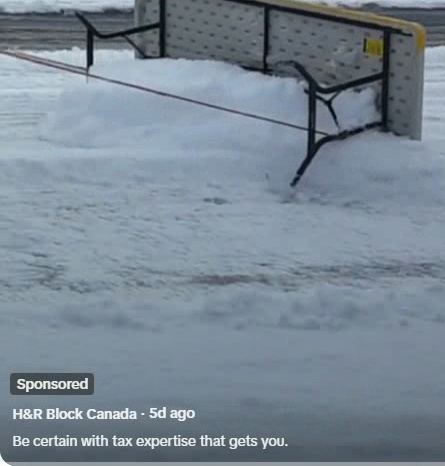 Sponsored
H&R Block Canada · 5d ago
Be certain with tax expertise that gets you.